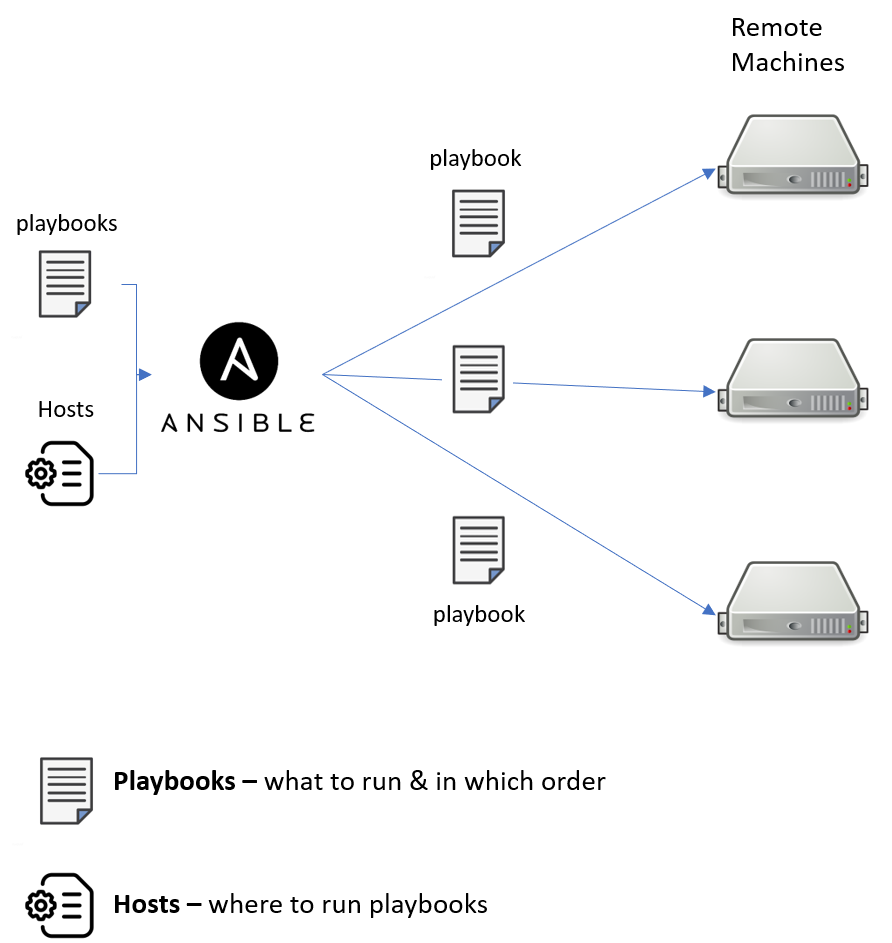 Remote
Machines
playbook
playbooks
Hosts
ANSIBLE
playbook
Playbooks – what to run & in which order
Hosts – where to run playbooks